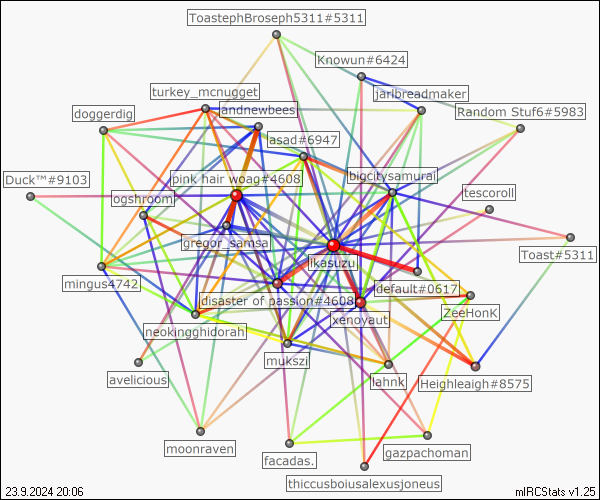 ToastephBroseph5311#5311
Knowun#6424
turkey_mcnugget
jarlbreadmaker
andnewbees
doggerdig
Random Stuf6#5983
asad#6947
Duck™#9103
pink hair woag#4608
bigcitysamurai
ogshroom
tescoroll
gregor_samsa
Toast#5311
ikasuzu
mingus4742
default#0617
disaster of passion#4608
xenovaut
ZeeHonK
neokingghidorah
mukszi
avelicious
lahnk
Heighleaigh#8575
moonraven
facadas.
gazpachoman
thiccusboiusalexusjoneus
23.9.2024 20:06
mIRCStats v1.25